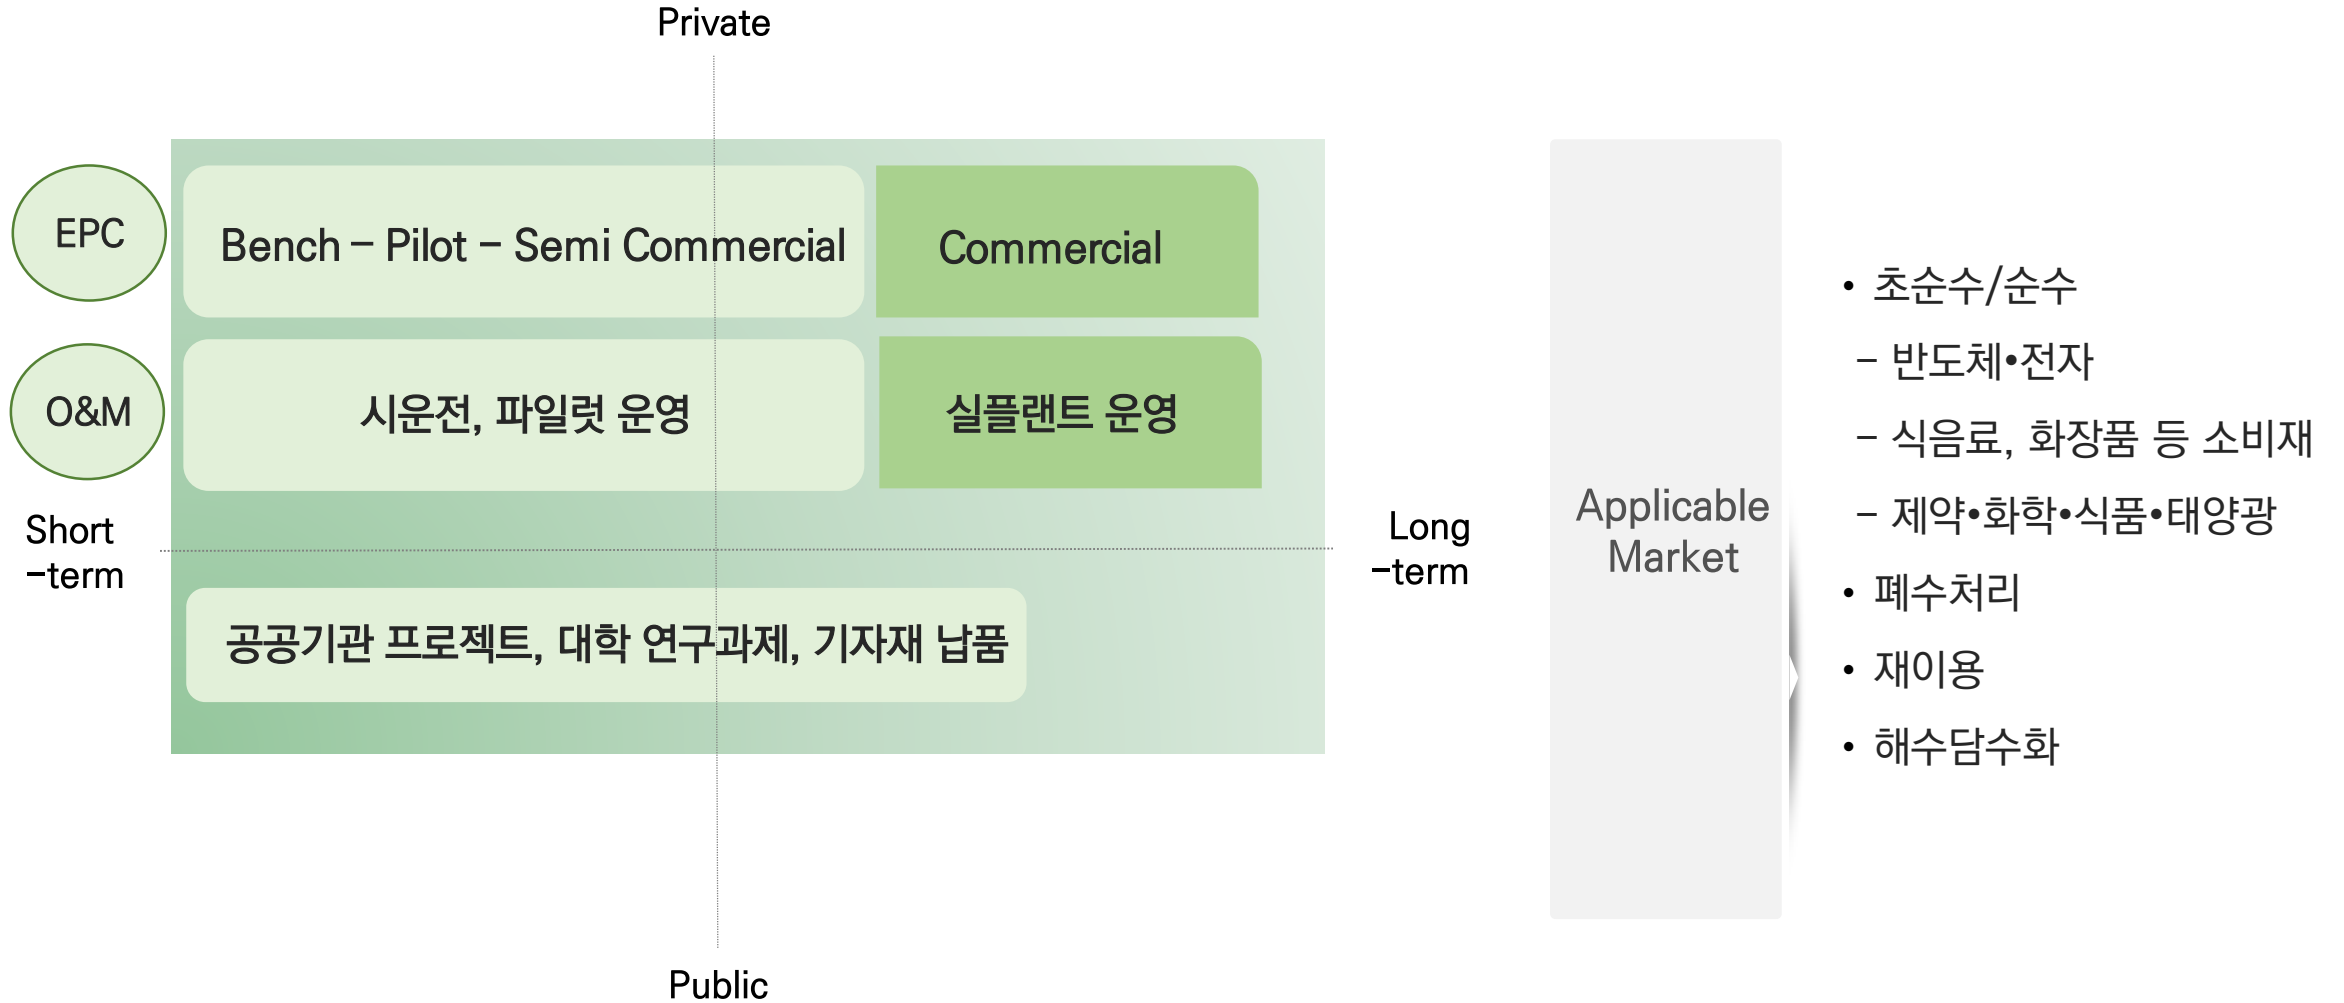 Private
EPC
Bench – Pilot – Semi Commercial
Commercial
O&M
시운전, 파일럿 운영
실플랜트 운영
Short
-term
Long
-term
공공기관 프로젝트, 대학 연구과제, 기자재 납품
Public
Applicable
Market
• 초순수/순수
– 반도체•전자
– 식음료, 화장품 등 소비재
– 제약•화학•식품•태양광
• 폐수처리
• 재이용
• 해수담수화